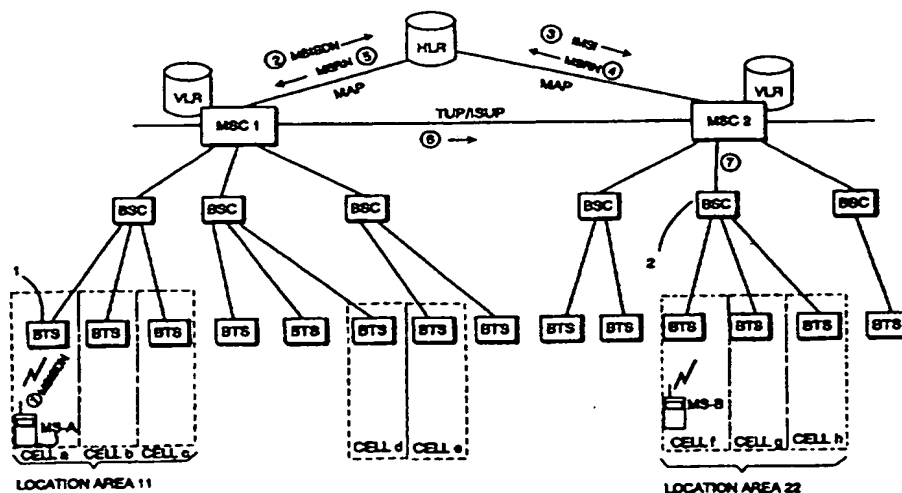 ② MSISDN
HLR
③ IMSI
MSRN ⑤
MSRN ④
MAP
MAP
VLR
VLR
MSC 1
TUP/ISUP
MSC 2
⑥
⑦
BSC
BSC
BSC
BSC
BSC
BSC
2
1
BTS
BTS
BTS
BTS
BTS
BTS
BTS
BTS
BTS
BTS
BTS
BTS
BTS
BTS
① MSISDN
MS-A
MS-B
CELL a
CELL b
CELL c
CELL d
CELL e
CELL f
CELL g
CELL h
LOCATION AREA 11
LOCATION AREA 22